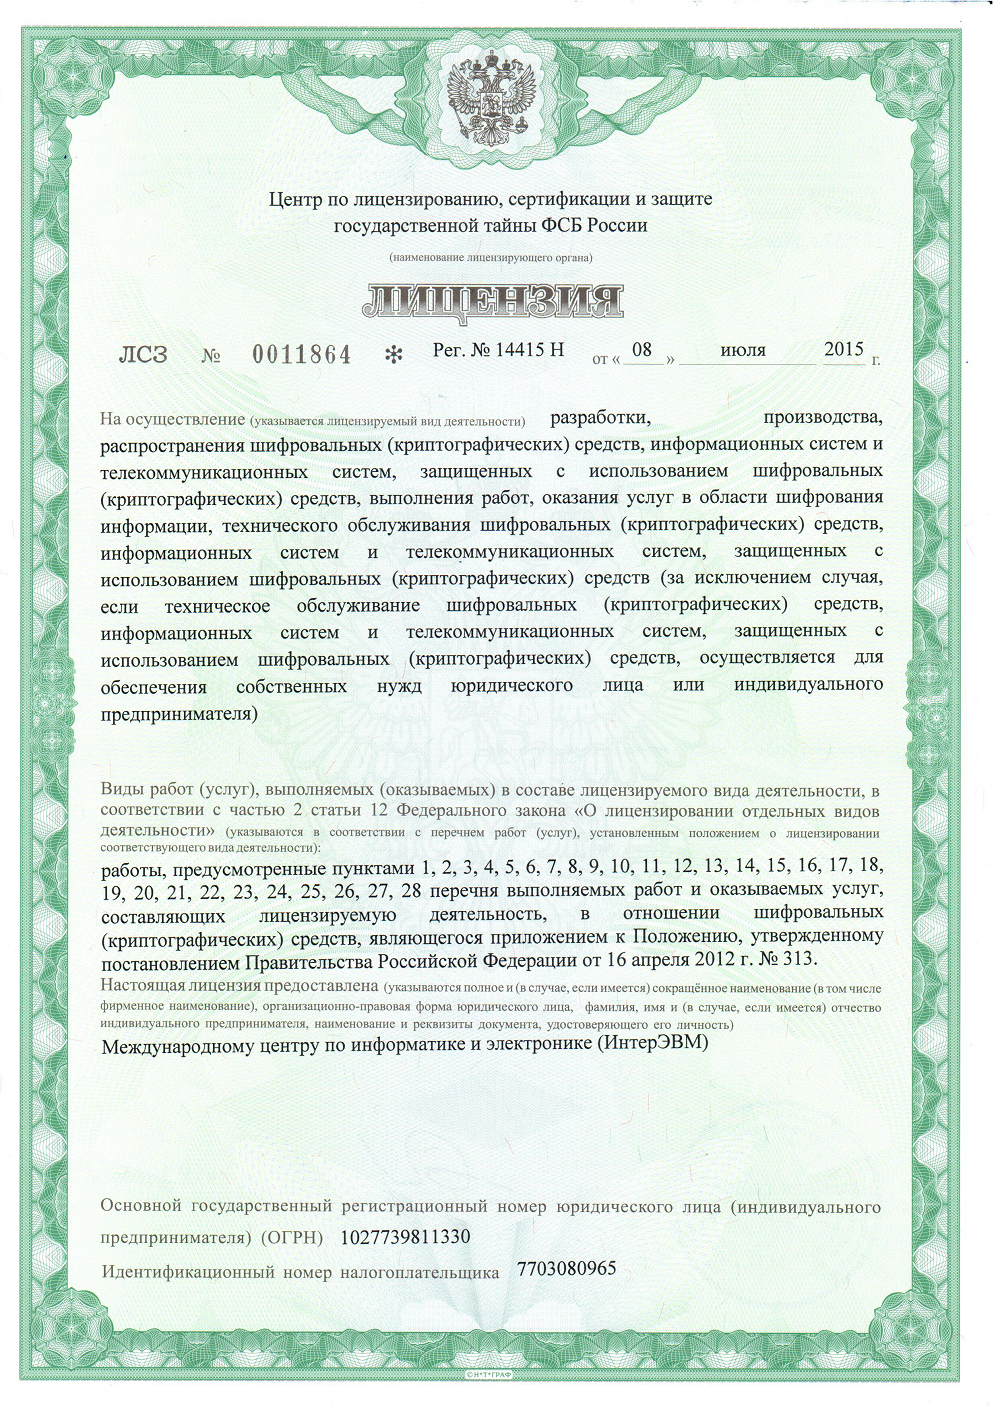 Центр по лицензированию, сертификации и защите
государственной тайны ФСБ России
(наименование лицензирующего органа)
ЛИЦЕНЗИЯ
ЛСЗ № 0011864 * Рег. № 14415 Н от « 08 » июля 2015 г.
На осуществление (указывается лицензируемый вид деятельности) разработки, производства,
распространения шифровальных (криптографических) средств, информационных систем и
телекоммуникационных систем, защищенных с использованием шифровальных
(криптографических) средств, выполнения работ, оказания услуг в области шифрования
информации, технического обслуживания шифровальных (криптографических) средств,
информационных систем и телекоммуникационных систем, защищенных с
использованием шифровальных (криптографических) средств (за исключением случая,
если техническое обслуживание шифровальных (криптографических) средств,
информационных систем и телекоммуникационных систем, защищенных с
использованием шифровальных (криптографических) средств, осуществляется для
обеспечения собственных нужд юридического лица или индивидуального
предпринимателя)
Виды работ (услуг), выполняемых (оказываемых) в составе лицензируемого вида деятельности, в
соответствии с частью 2 статьи 12 Федерального закона «О лицензировании отдельных видов
деятельности» (указываются в соответствии с перечнем работ (услуг), установленным положением о лицензировании
соответствующего вида деятельности):
работы, предусмотренные пунктами 1, 2, 3, 4, 5, 6, 7, 8, 9, 10, 11, 12, 13, 14, 15, 16, 17, 18,
19, 20, 21, 22, 23, 24, 25, 26, 27, 28 перечня выполняемых работ и оказываемых услуг,
составляющих лицензируемую деятельность, в отношении шифровальных
(криптографических) средств, являющегося приложением к Положению, утвержденному
постановлением Правительства Российской Федерации от 16 апреля 2012 г. № 313.
Настоящая лицензия предоставлена (указываются полное и (в случае, если имеется) сокращённое наименование (в том числе
фирменное наименование), организационно-правовая форма юридического лица, фамилия, имя и (в случае, если имеется) отчество
индивидуального предпринимателя, наименование и реквизиты документа, удостоверяющего его личность)
Международному центру по информатике и электронике (ИнтерЭВМ)
Основной государственный регистрационный номер юридического лица (индивидуального
предпринимателя) (ОГРН) 1027739811330
Идентификационный номер налогоплательщика 7703080965
© Н*Т*ГРАФ